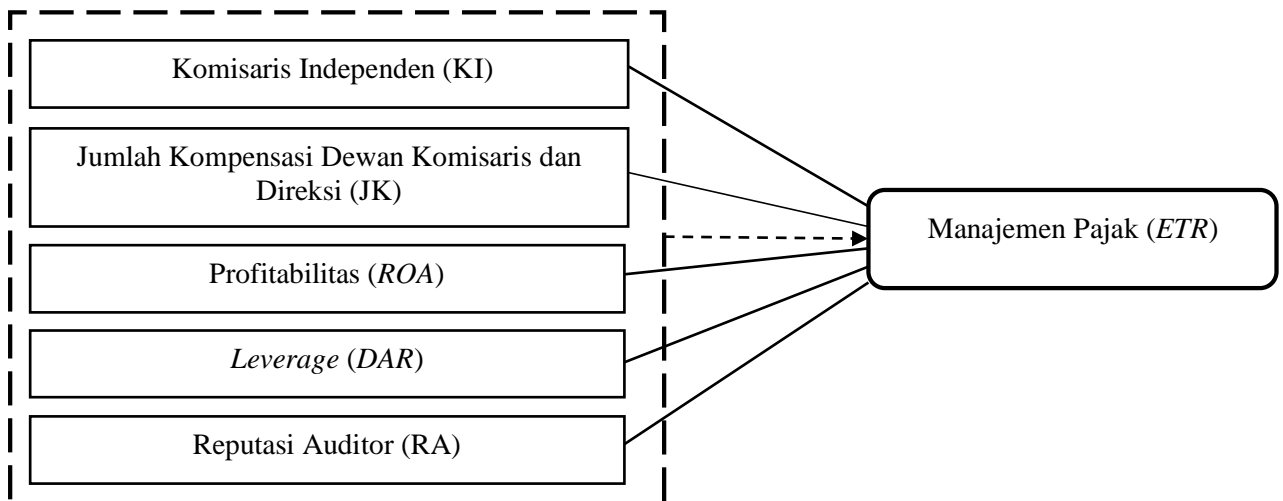 Komisaris Independen (KI)
Jumlah Kompensasi Dewan Komisaris dan
Direksi (JK)
Profitabilitas (ROA)
Leverage (DAR)
Reputasi Auditor (RA)
Manajemen Pajak (ETR)